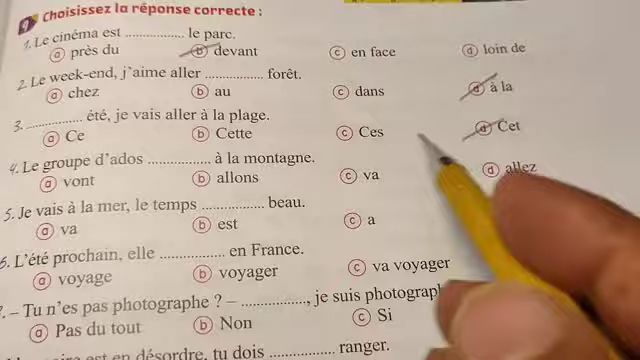 9 Choisissez la réponse correcte :
1. Le cinéma est ............... le parc.
a près du b devant c en face d loin de
2. Le week-end, j'aime aller ............... forêt.
a chez b au c dans d à la
3. ............... été, je vais aller à la plage.
a Ce b Cette c Ces d Cet
4. Le groupe d'ados ............... à la montagne.
a vont b allons c va d allez
5. Je vais à la mer, le temps ............... beau.
a va b est c a
6. L'été prochain, elle ............... en France.
a voyage b voyager c va voyager
7. – Tu n'es pas photographe ? – ..............., je suis photograp
a Pas du tout b Non c Si
est en désordre, tu dois ............... ranger.